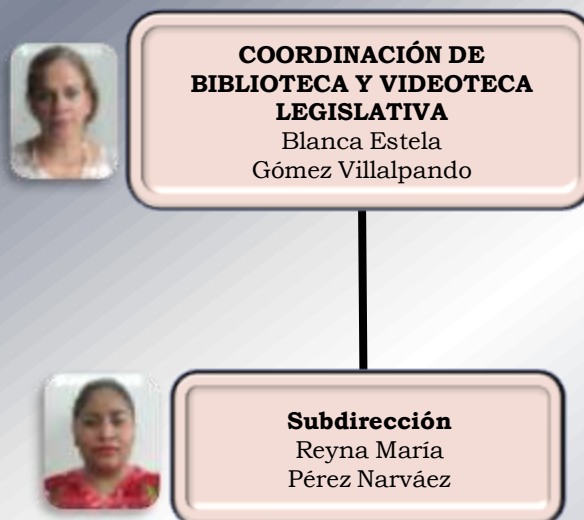 COORDINACIÓN DE
BIBLIOTECA Y VIDEOTECA
LEGISLATIVA
Blanca Estela
Gómez Villalpando
Subdirección
Reyna María
Pérez Narváez